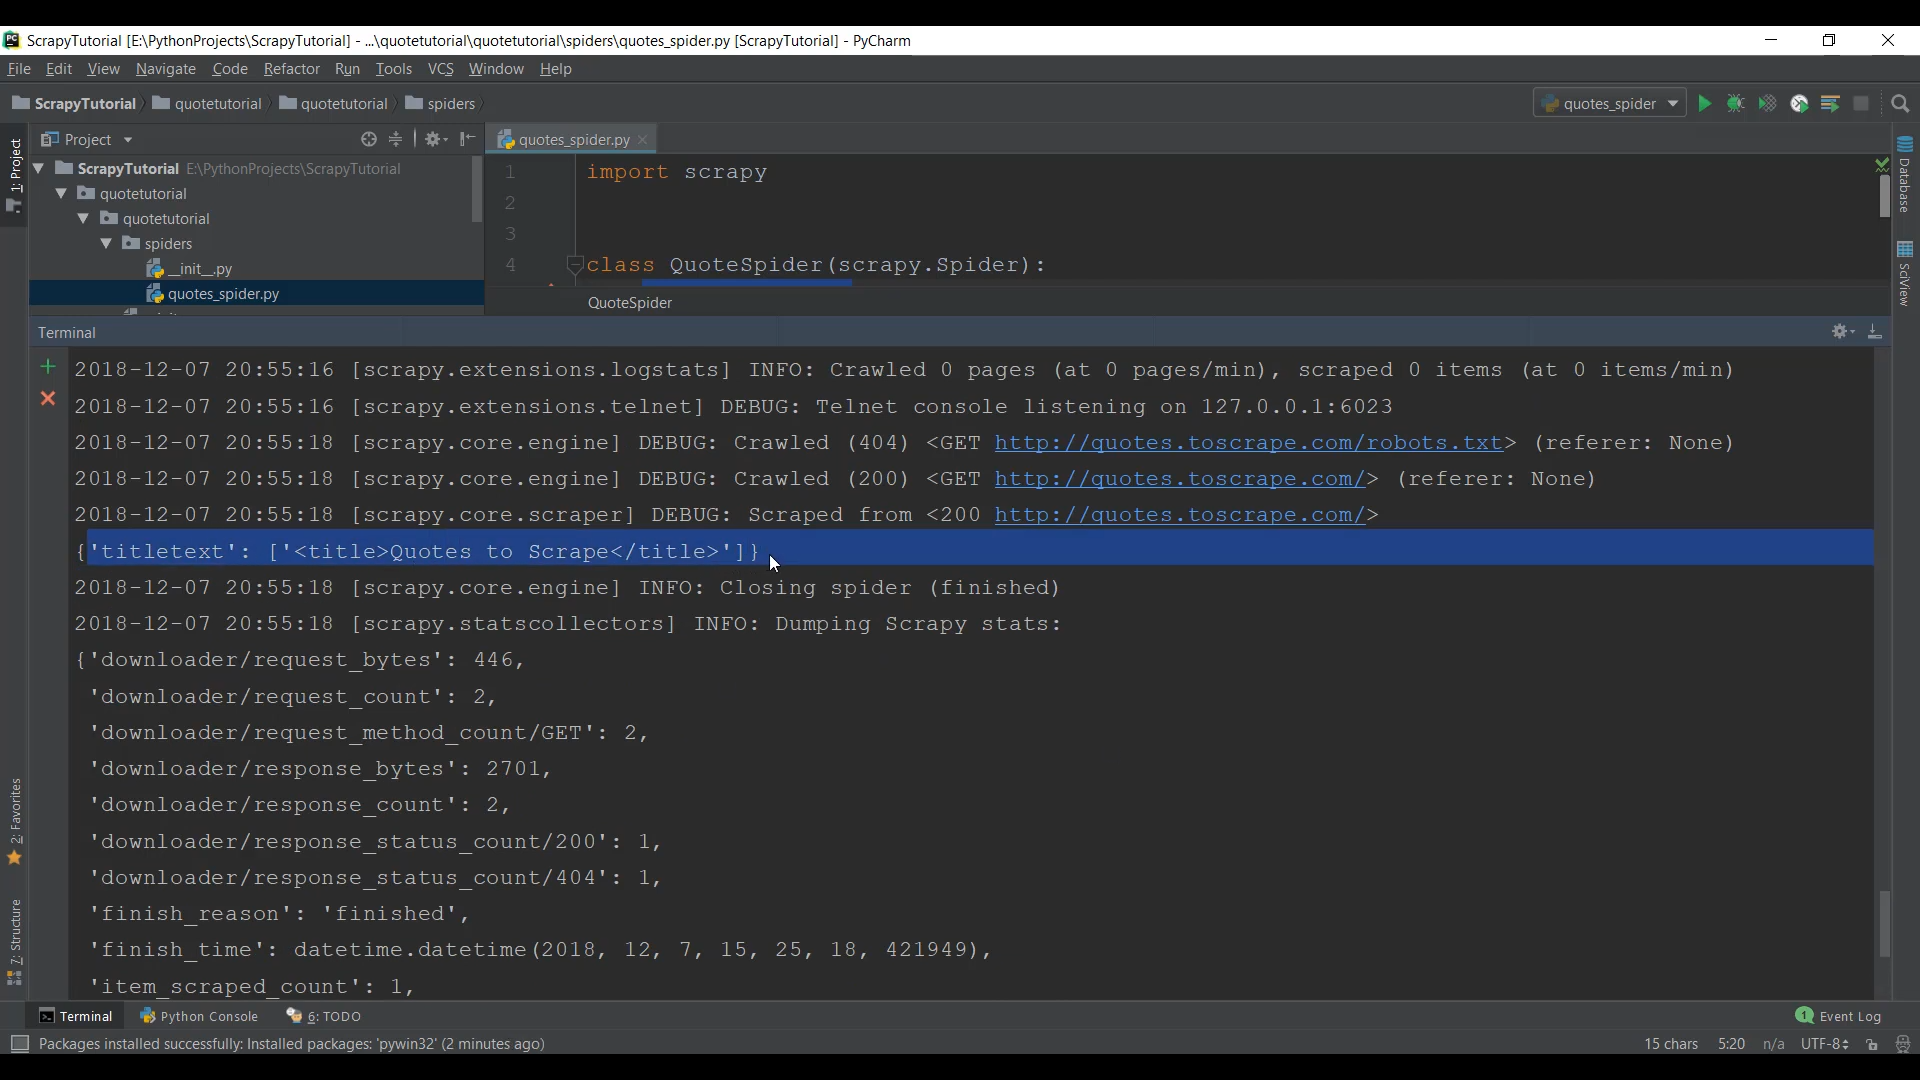 ScrapyTutorial [E:\PythonProjects\ScrapyTutorial] - ...\quotetutorial\quotetutorial\spiders\quotes_spider.py [ScrapyTutorial] - PyCharm
File Edit View Navigate Code Refactor Run Tools VCS Window Help
ScrapyTutorial quotetutorial quotetutorial spiders
quotes_spider
1: Project
Project
quotes_spider.py
ScrapyTutorial E:\PythonProjects\ScrapyTutorial
quotetutorial
quotetutorial
spiders
__init__.py
quotes_spider.py
1 import scrapy
2
3
4 class QuoteSpider(scrapy.Spider):
QuoteSpider
Database
SciView
Terminal
2018-12-07 20:55:16 [scrapy.extensions.logstats] INFO: Crawled 0 pages (at 0 pages/min), scraped 0 items (at 0 items/min)
2018-12-07 20:55:16 [scrapy.extensions.telnet] DEBUG: Telnet console listening on 127.0.0.1:6023
2018-12-07 20:55:18 [scrapy.core.engine] DEBUG: Crawled (404) <GET http://quotes.toscrape.com/robots.txt> (referer: None)
2018-12-07 20:55:18 [scrapy.core.engine] DEBUG: Crawled (200) <GET http://quotes.toscrape.com/> (referer: None)
2018-12-07 20:55:18 [scrapy.core.scraper] DEBUG: Scraped from <200 http://quotes.toscrape.com/>
{'titletext': ['<title>Quotes to Scrape</title>']}
2018-12-07 20:55:18 [scrapy.core.engine] INFO: Closing spider (finished)
2018-12-07 20:55:18 [scrapy.statscollectors] INFO: Dumping Scrapy stats:
{'downloader/request_bytes': 446,
'downloader/request_count': 2,
'downloader/request_method_count/GET': 2,
'downloader/response_bytes': 2701,
'downloader/response_count': 2,
'downloader/response_status_count/200': 1,
'downloader/response_status_count/404': 1,
'finish_reason': 'finished',
'finish_time': datetime.datetime(2018, 12, 7, 15, 25, 18, 421949),
'item_scraped_count': 1,
2: Favorites
7: Structure
Terminal Python Console 6: TODO
1 Event Log
Packages installed successfully: Installed packages: 'pywin32' (2 minutes ago)
15 chars 5:20 n/a UTF-8